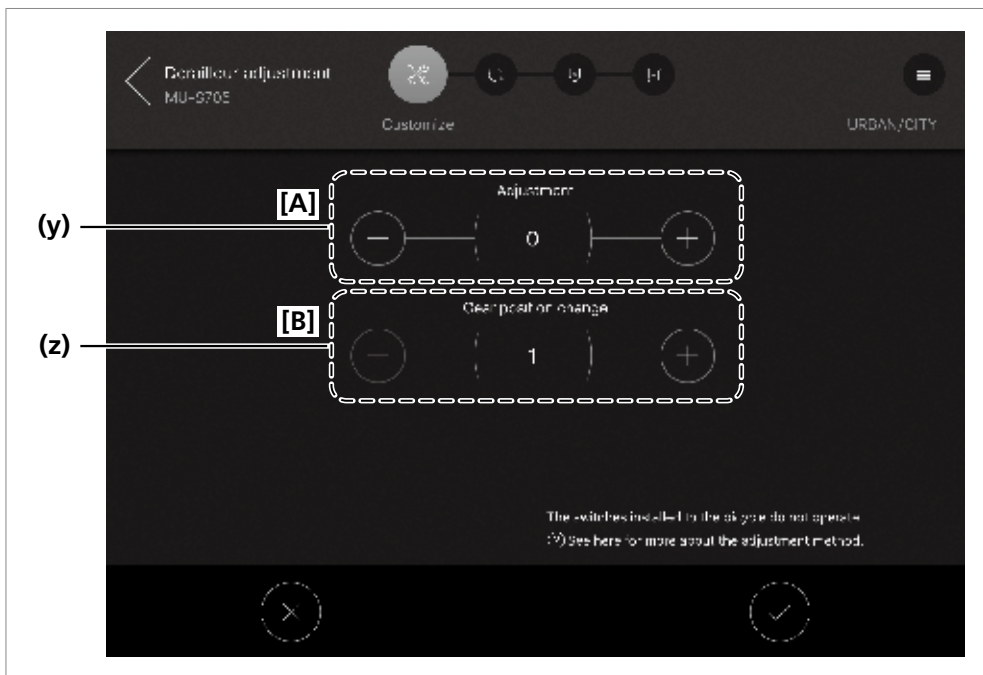 Derailleur adjustment
MU-S705
Customize
URBAN/CITY
[A]
Adjustment
(y)
0
[B]
Gear position change
(z)
1
The switches installed to the bicycle do not operate
(?) See here for more about the adjustment method.